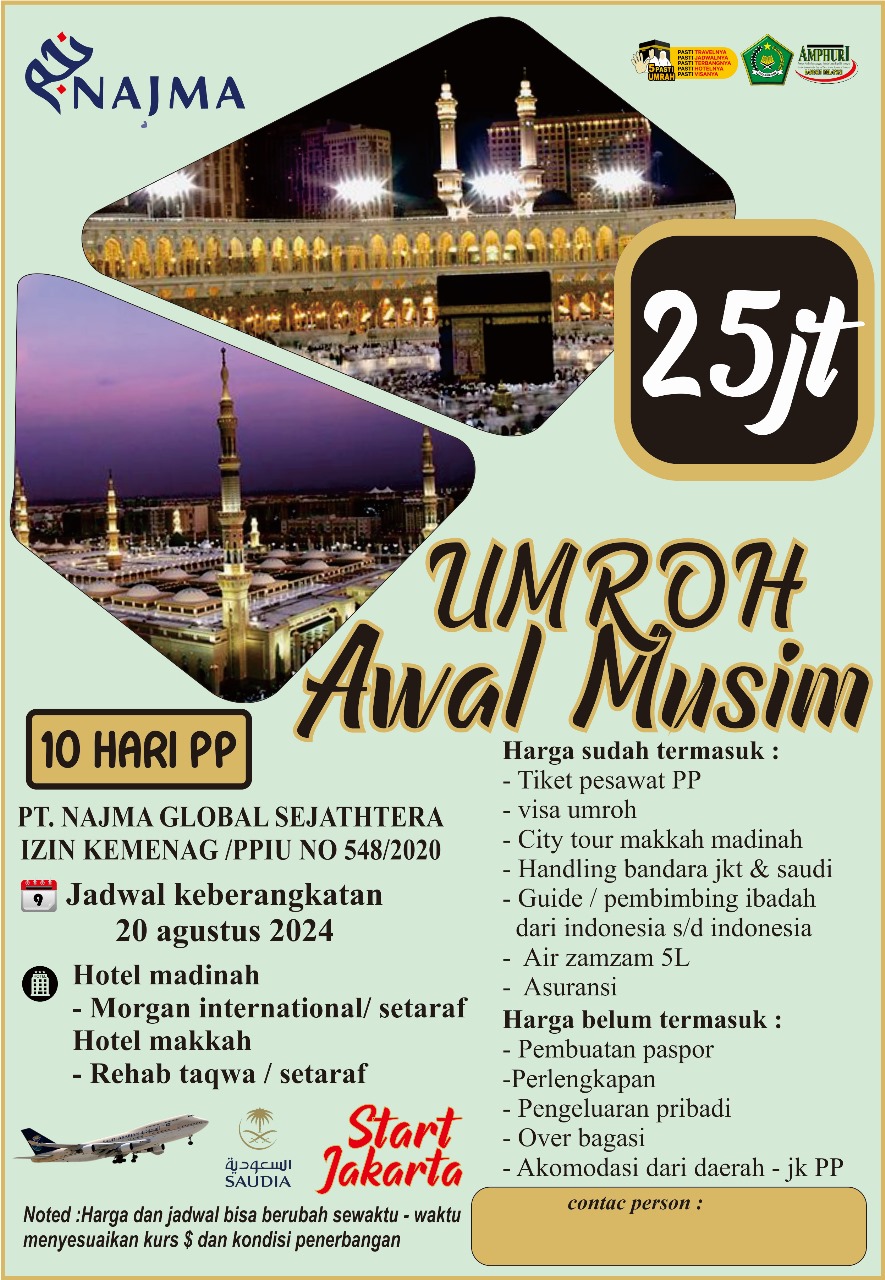 نجم
NAJMA
5 PASTI
UMRAH
PASTI TRAVELNYA
PASTI JADWALNYA
PASTI TERBANGNYA
PASTI HOTELNYA
PASTI VISANYA
AMPHURI
25jt
UMROH
Awal Musim
10 HARI PP
PT. NAJMA GLOBAL SEJATHTERA
IZIN KEMENAG /PPIU NO 548/2020
9
Jadwal keberangkatan
20 agustus 2024
Hotel madinah
- Morgan international/ setaraf
Hotel makkah
- Rehab taqwa / setaraf
السعودية
SAUDIA
Start
Jakarta
Noted :Harga dan jadwal bisa berubah sewaktu - waktu
menyesuaikan kurs $ dan kondisi penerbangan
Harga sudah termasuk :
- Tiket pesawat PP
- visa umroh
- City tour makkah madinah
- Handling bandara jkt & saudi
- Guide / pembimbing ibadah
dari indonesia s/d indonesia
- Air zamzam 5L
- Asuransi
Harga belum termasuk :
- Pembuatan paspor
-Perlengkapan
- Pengeluaran pribadi
- Over bagasi
- Akomodasi dari daerah - jk PP
contac person :